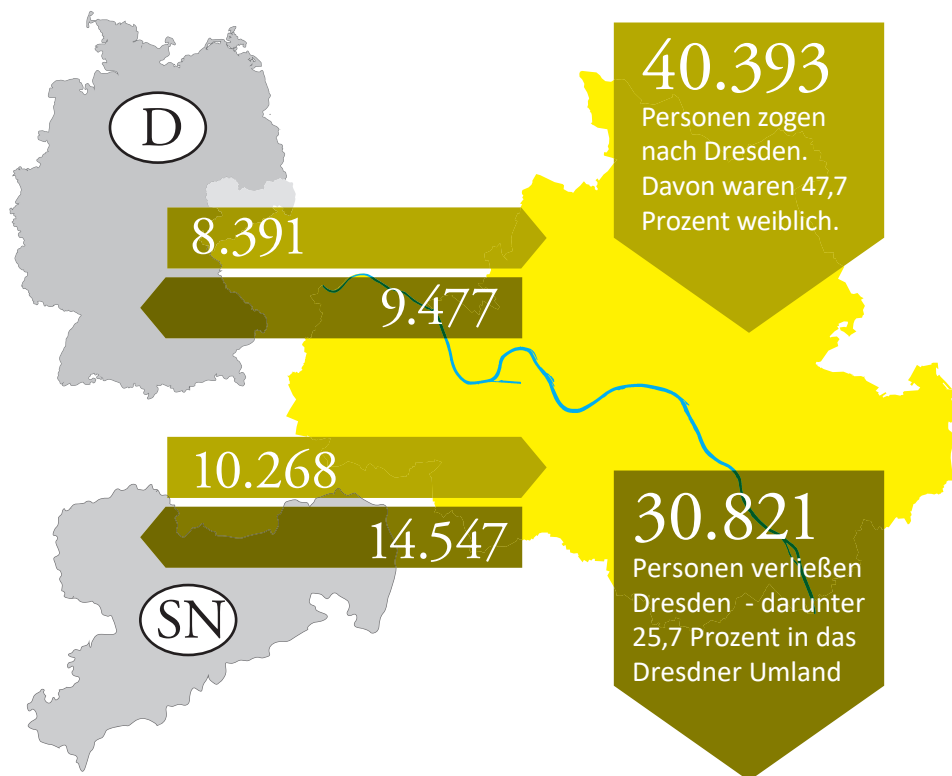 D
8.391
9.477
10.268
14.547
SN
40.393
Personen zogen
nach Dresden.
Davon waren 47,7
Prozent weiblich.
30.821
Personen verließen
Dresden - darunter
25,7 Prozent in das
Dresdner Umland